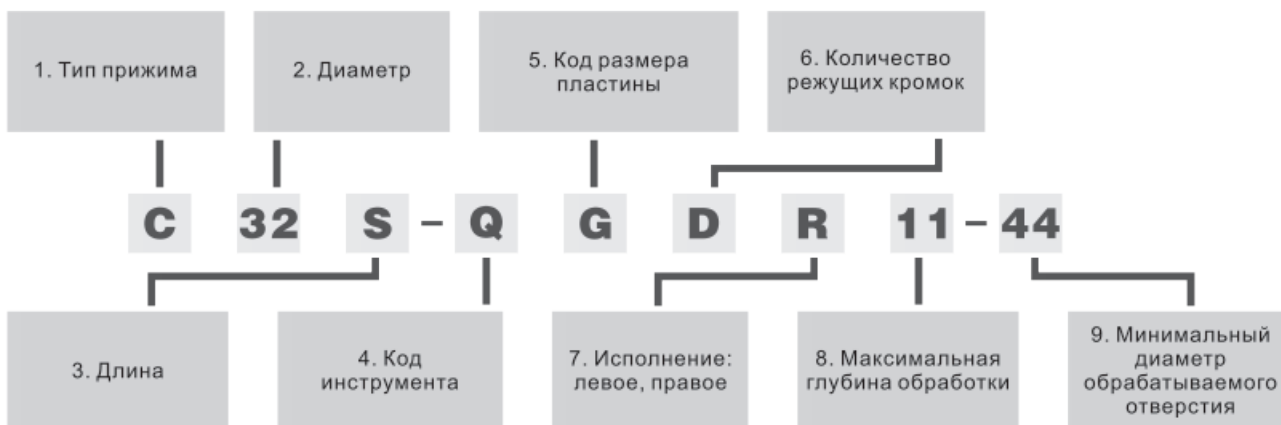 1. Тип прижима
2. Диаметр
5. Код размера
пластины
6. Количество
режущих кромок
C 32 S – Q G D R 11 – 44
3. Длина
4. Код
инструмента
7. Исполнение:
левое, правое
8. Максимальная
глубина обработки
9. Минимальный
диаметр
обрабатываемого
отверстия